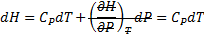 dH = C_P dT + (∂H/∂P)_T dP = C_P dT